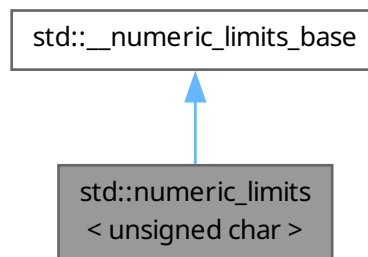 std::__numeric_limits_base
std::numeric_limits
< unsigned char >